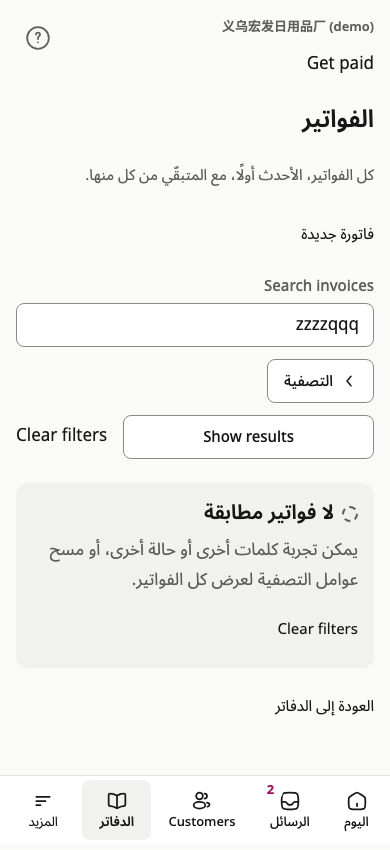 义乌宏发日用品厂 (demo)
Get paid
الفواتير
كل الفواتير، الأحدث أولًا، مع المتبقّي من كل منها.
فاتورة جديدة
Search invoices
zzzzqqq
التصفية
Show results
Clear filters
لا فواتير مطابقة
يمكن تجربة كلمات أخرى أو حالة أخرى، أو مسح
عوامل التصفية لعرض كل الفواتير.
Clear filters
العودة إلى الدفاتر
اليوم
2
الرسائل
Customers
الدفاتر
المزيد